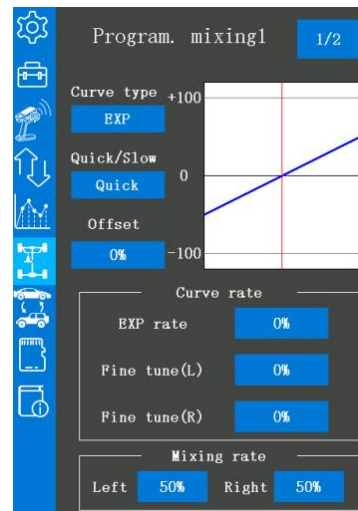 Program. mixing1 1/2
Curve type +100
EXP
Quick/Slow
Quick 0
Offset
0% -100
Curve rate
EXP rate 0%
Fine tune(L) 0%
Fine tune(R) 0%
Mixing rate
Left 50% Right 50%